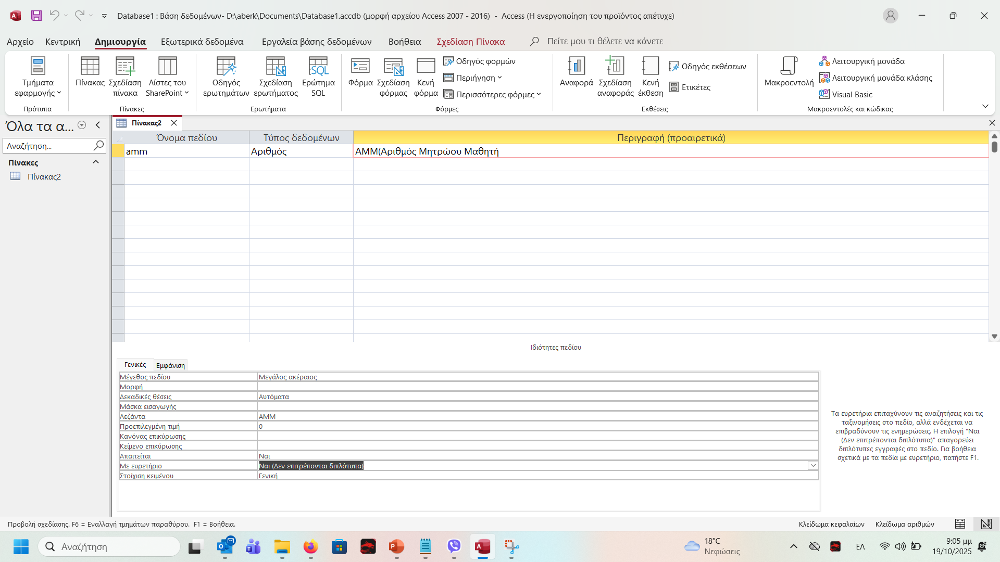 Database1 : Βάση δεδομένων- D:\aberk\Documents\Database1.accdb (μορφή αρχείου Access 2007 - 2016) - Access (Η ενεργοποίηση του προϊόντος απέτυχε)
Αρχείο Κεντρική Δημιουργία Εξωτερικά δεδομένα Εργαλεία βάσης δεδομένων Βοήθεια Σχεδίαση Πίνακα Πείτε μου τι θέλετε να κάνετε
Τμήματα εφαρμογής
Πρότυπα
Πίνακας
Σχεδίαση πίνακα
Λίστες του SharePoint
Πίνακες
Οδηγός ερωτημάτων
Σχεδίαση ερωτήματος
Ερώτημα SQL
SQL
Ερωτήματα
Φόρμα
Σχεδίαση φόρμας
Κενή φόρμα
Οδηγός φορμών
Περιήγηση
Περισσότερες φόρμες
Φόρμες
Αναφορά
Σχεδίαση αναφοράς
Κενή έκθεση
Οδηγός εκθέσεων
Ετικέτες
Εκθέσεις
Μακροεντολή
Λειτουργική μονάδα
Λειτουργική μονάδα κλάσης
Visual Basic
Μακροεντολές και κώδικας
Όλα τα α...
Αναζήτηση...
Πίνακες
Πίνακας2
Πίνακας2
Όνομα πεδίου Τύπος δεδομένων Περιγραφή (προαιρετικά)
amm Αριθμός ΑΜΜ(Αριθμός Μητρώου Μαθητή
Ιδιότητες πεδίου
Γενικές Εμφάνιση
Μέγεθος πεδίου Μεγάλος ακέραιος
Μορφή
Δεκαδικές θέσεις Αυτόματα
Μάσκα εισαγωγής
Λεζάντα ΑΜΜ
Προεπιλεγμένη τιμή 0
Κανόνας επικύρωσης
Κείμενο επικύρωσης
Απαιτείται Ναι
Με ευρετήριο Ναι (Δεν επιτρέπονται διπλότυπα)
Στοίχιση κειμένου Γενική
Τα ευρετήρια επιταχύνουν τις αναζητήσεις και τις
ταξινομήσεις στο πεδίο, αλλά ενδέχεται να
επιβραδύνουν τις ενημερώσεις. Η επιλογή "Ναι
(Δεν επιτρέπονται διπλότυπα)" απαγορεύει
διπλότυπες εγγραφές στο πεδίο. Για βοήθεια
σχετικά με τα πεδία με ευρετήριο, πατήστε F1.
Προβολή σχεδίασης. F6 = Εναλλαγή τμημάτων παραθύρου. F1 = Βοήθεια.
Κλείδωμα κεφαλαίων Κλείδωμα αριθμών
Αναζήτηση
18°C
Νεφώσεις
ΕΛ
9:05 μμ
19/10/2025